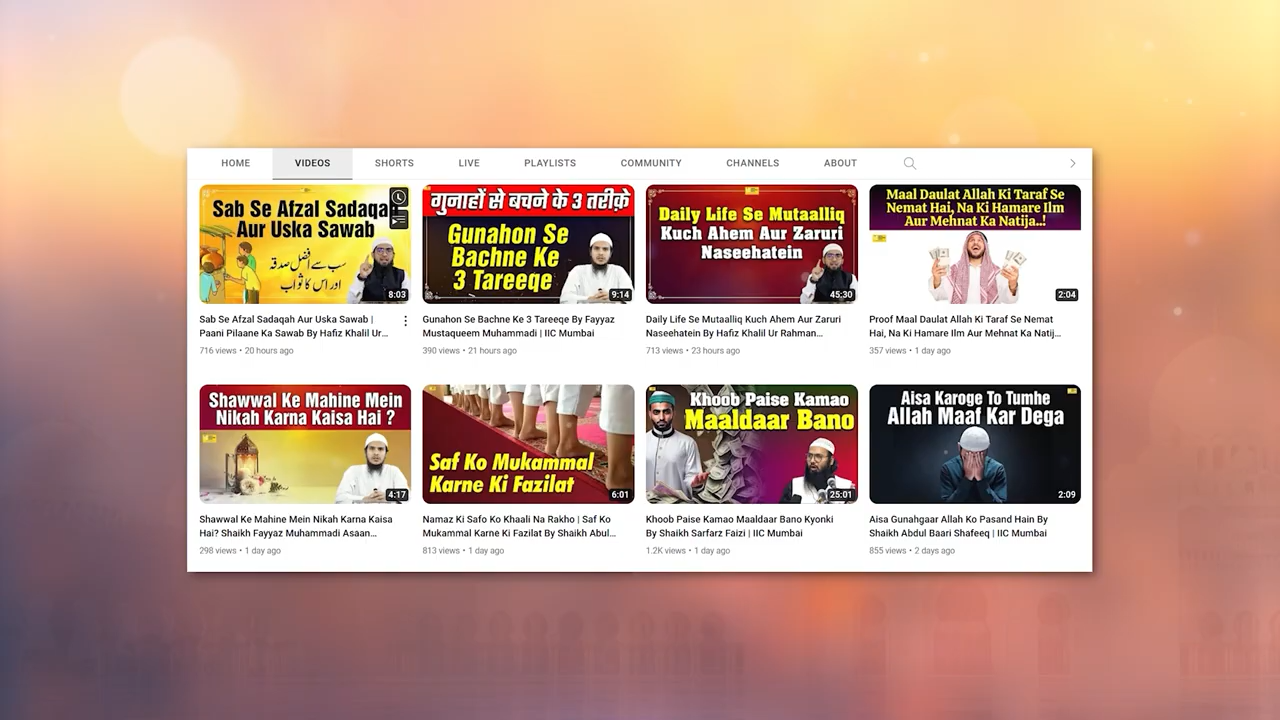 HOME VIDEOS SHORTS LIVE PLAYLISTS COMMUNITY CHANNELS ABOUT
Sab Se Afzal Sadaqa
Aur Uska Sawab
سب سے افضل صدقہ
اور اس کا ثواب
8:03
Sab Se Afzal Sadaqah Aur Uska Sawab |
Paani Pilaane Ka Sawab By Hafiz Khalil Ur...
716 views • 20 hours ago
गुनाहों से बचने के 3 तरीक़े
Gunahon Se
Bachne Ke
3 Tareeqe
9:14
Gunahon Se Bachne Ke 3 Tareeqe By Fayyaz
Mustaqueem Muhammadi | IIC Mumbai
390 views • 21 hours ago
Daily Life Se Mutaalliq
Kuch Ahem Aur Zaruri
Naseehatein
45:30
Daily Life Se Mutaalliq Kuch Ahem Aur Zaruri
Naseehatein By Hafiz Khalil Ur Rahman...
713 views • 23 hours ago
Maal Daulat Allah Ki Taraf Se
Nemat Hai, Na Ki Hamare Ilm
Aur Mehnat Ka Natija..!
2:04
Proof Maal Daulat Allah Ki Taraf Se Nemat
Hai, Na Ki Hamare Ilm Aur Mehnat Ka Natij...
357 views • 1 day ago
Shawwal Ke Mahine Mein
Nikah Karna Kaisa Hai ?
4:17
Shawwal Ke Mahine Mein Nikah Karna Kaisa
Hai? Shaikh Fayyaz Muhammadi Asaan...
298 views • 1 day ago
Saf Ko Mukammal
Karne Ki Fazilat
6:01
Namaz Ki Safo Ko Khaali Na Rakho | Saf Ko
Mukammal Karne Ki Fazilat By Shaikh Abul...
813 views • 1 day ago
Khoob Paise Kamao
Maaldaar Bano
25:01
Khoob Paise Kamao Maaldaar Bano Kyonki
By Shaikh Sarfarz Faizi | IIC Mumbai
1.2K views • 1 day ago
Aisa Karoge To Tumhe
Allah Maaf Kar Dega
2:09
Aisa Gunahgaar Allah Ko Pasand Hain By
Shaikh Abdul Baari Shafeeq | IIC Mumbai
855 views • 2 days ago